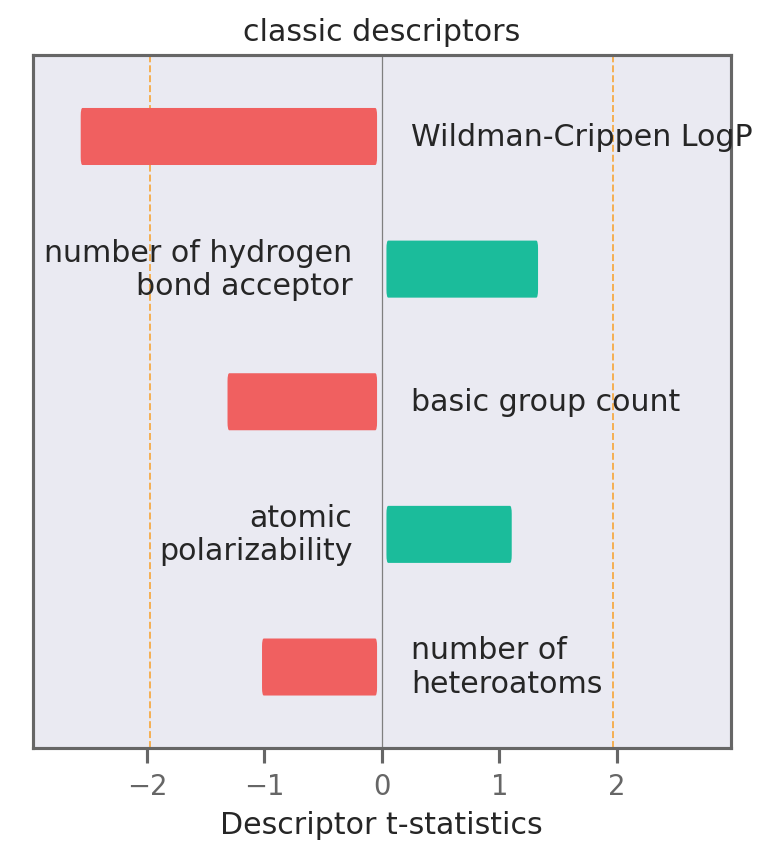 classic descriptors
Wildman-Crippen LogP
number of hydrogen
bond acceptor
basic group count
atomic
polarizability
number of
heteroatoms
−2 −1 0 1 2
Descriptor t-statistics